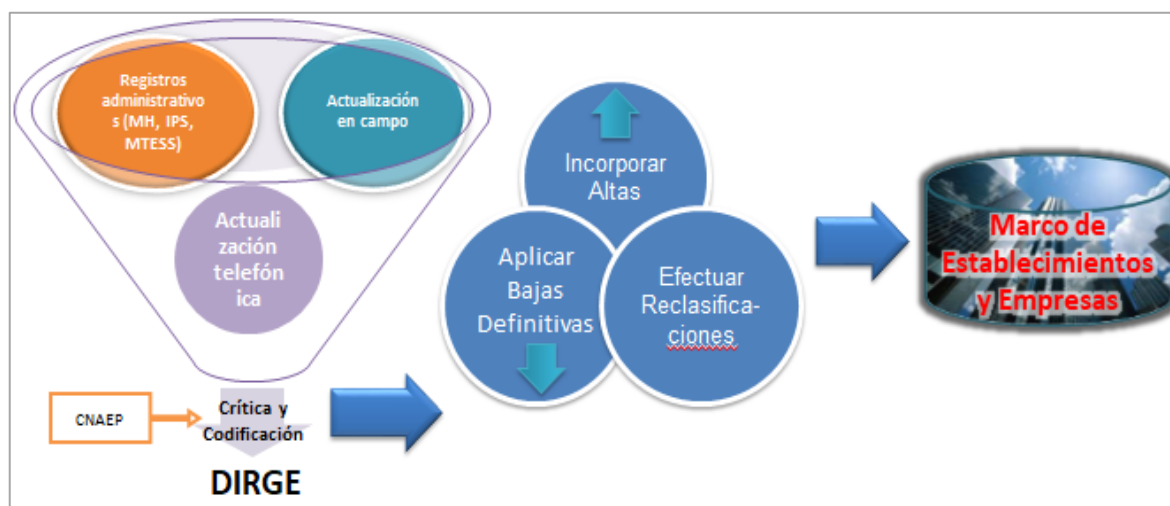 Registros
administrativo
s (MH, IPS,
MTESS)
Actualización
en campo
Actuali
zación
telefón
ica
CNAEP
Crítica y
Codificación
DIRGE
Incorporar
Altas
Aplicar
Bajas
Definitivas
Efectuar
Reclasifica-
ciones
Marco de
Establecimientos
y Empresas